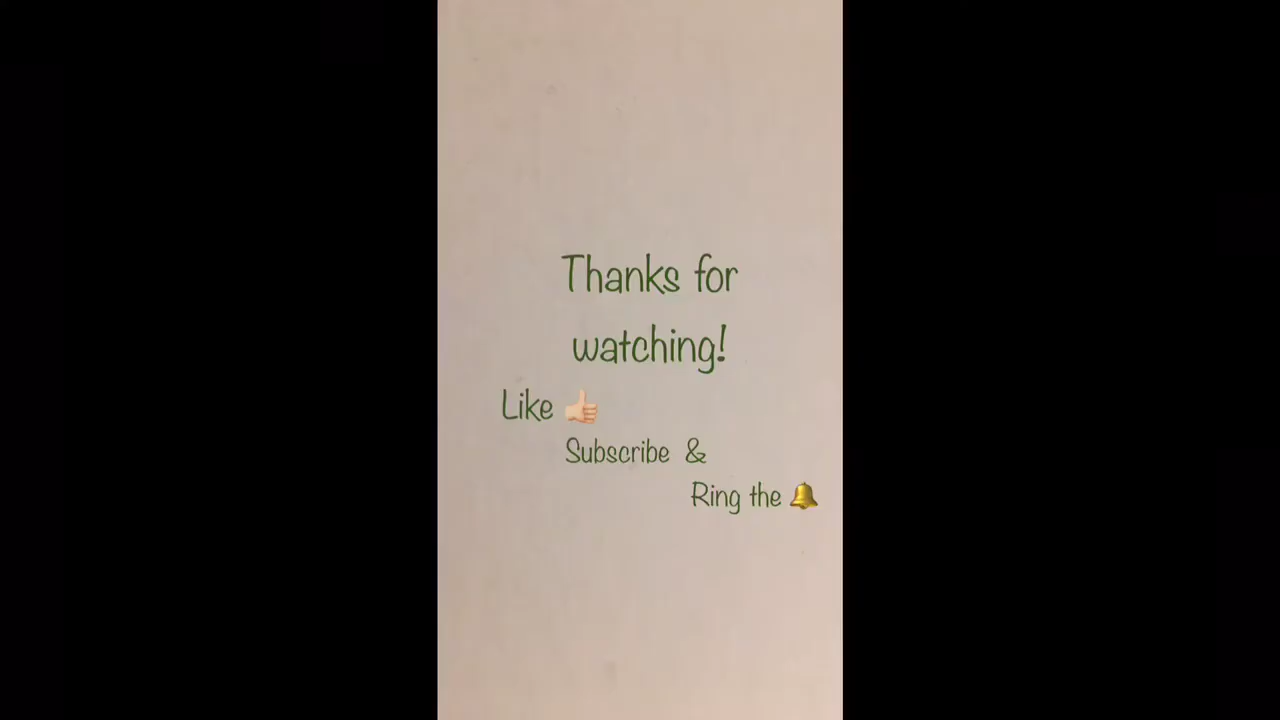 Thanks for
watching!
Like 👍🏻
Subscribe &
Ring the 🔔